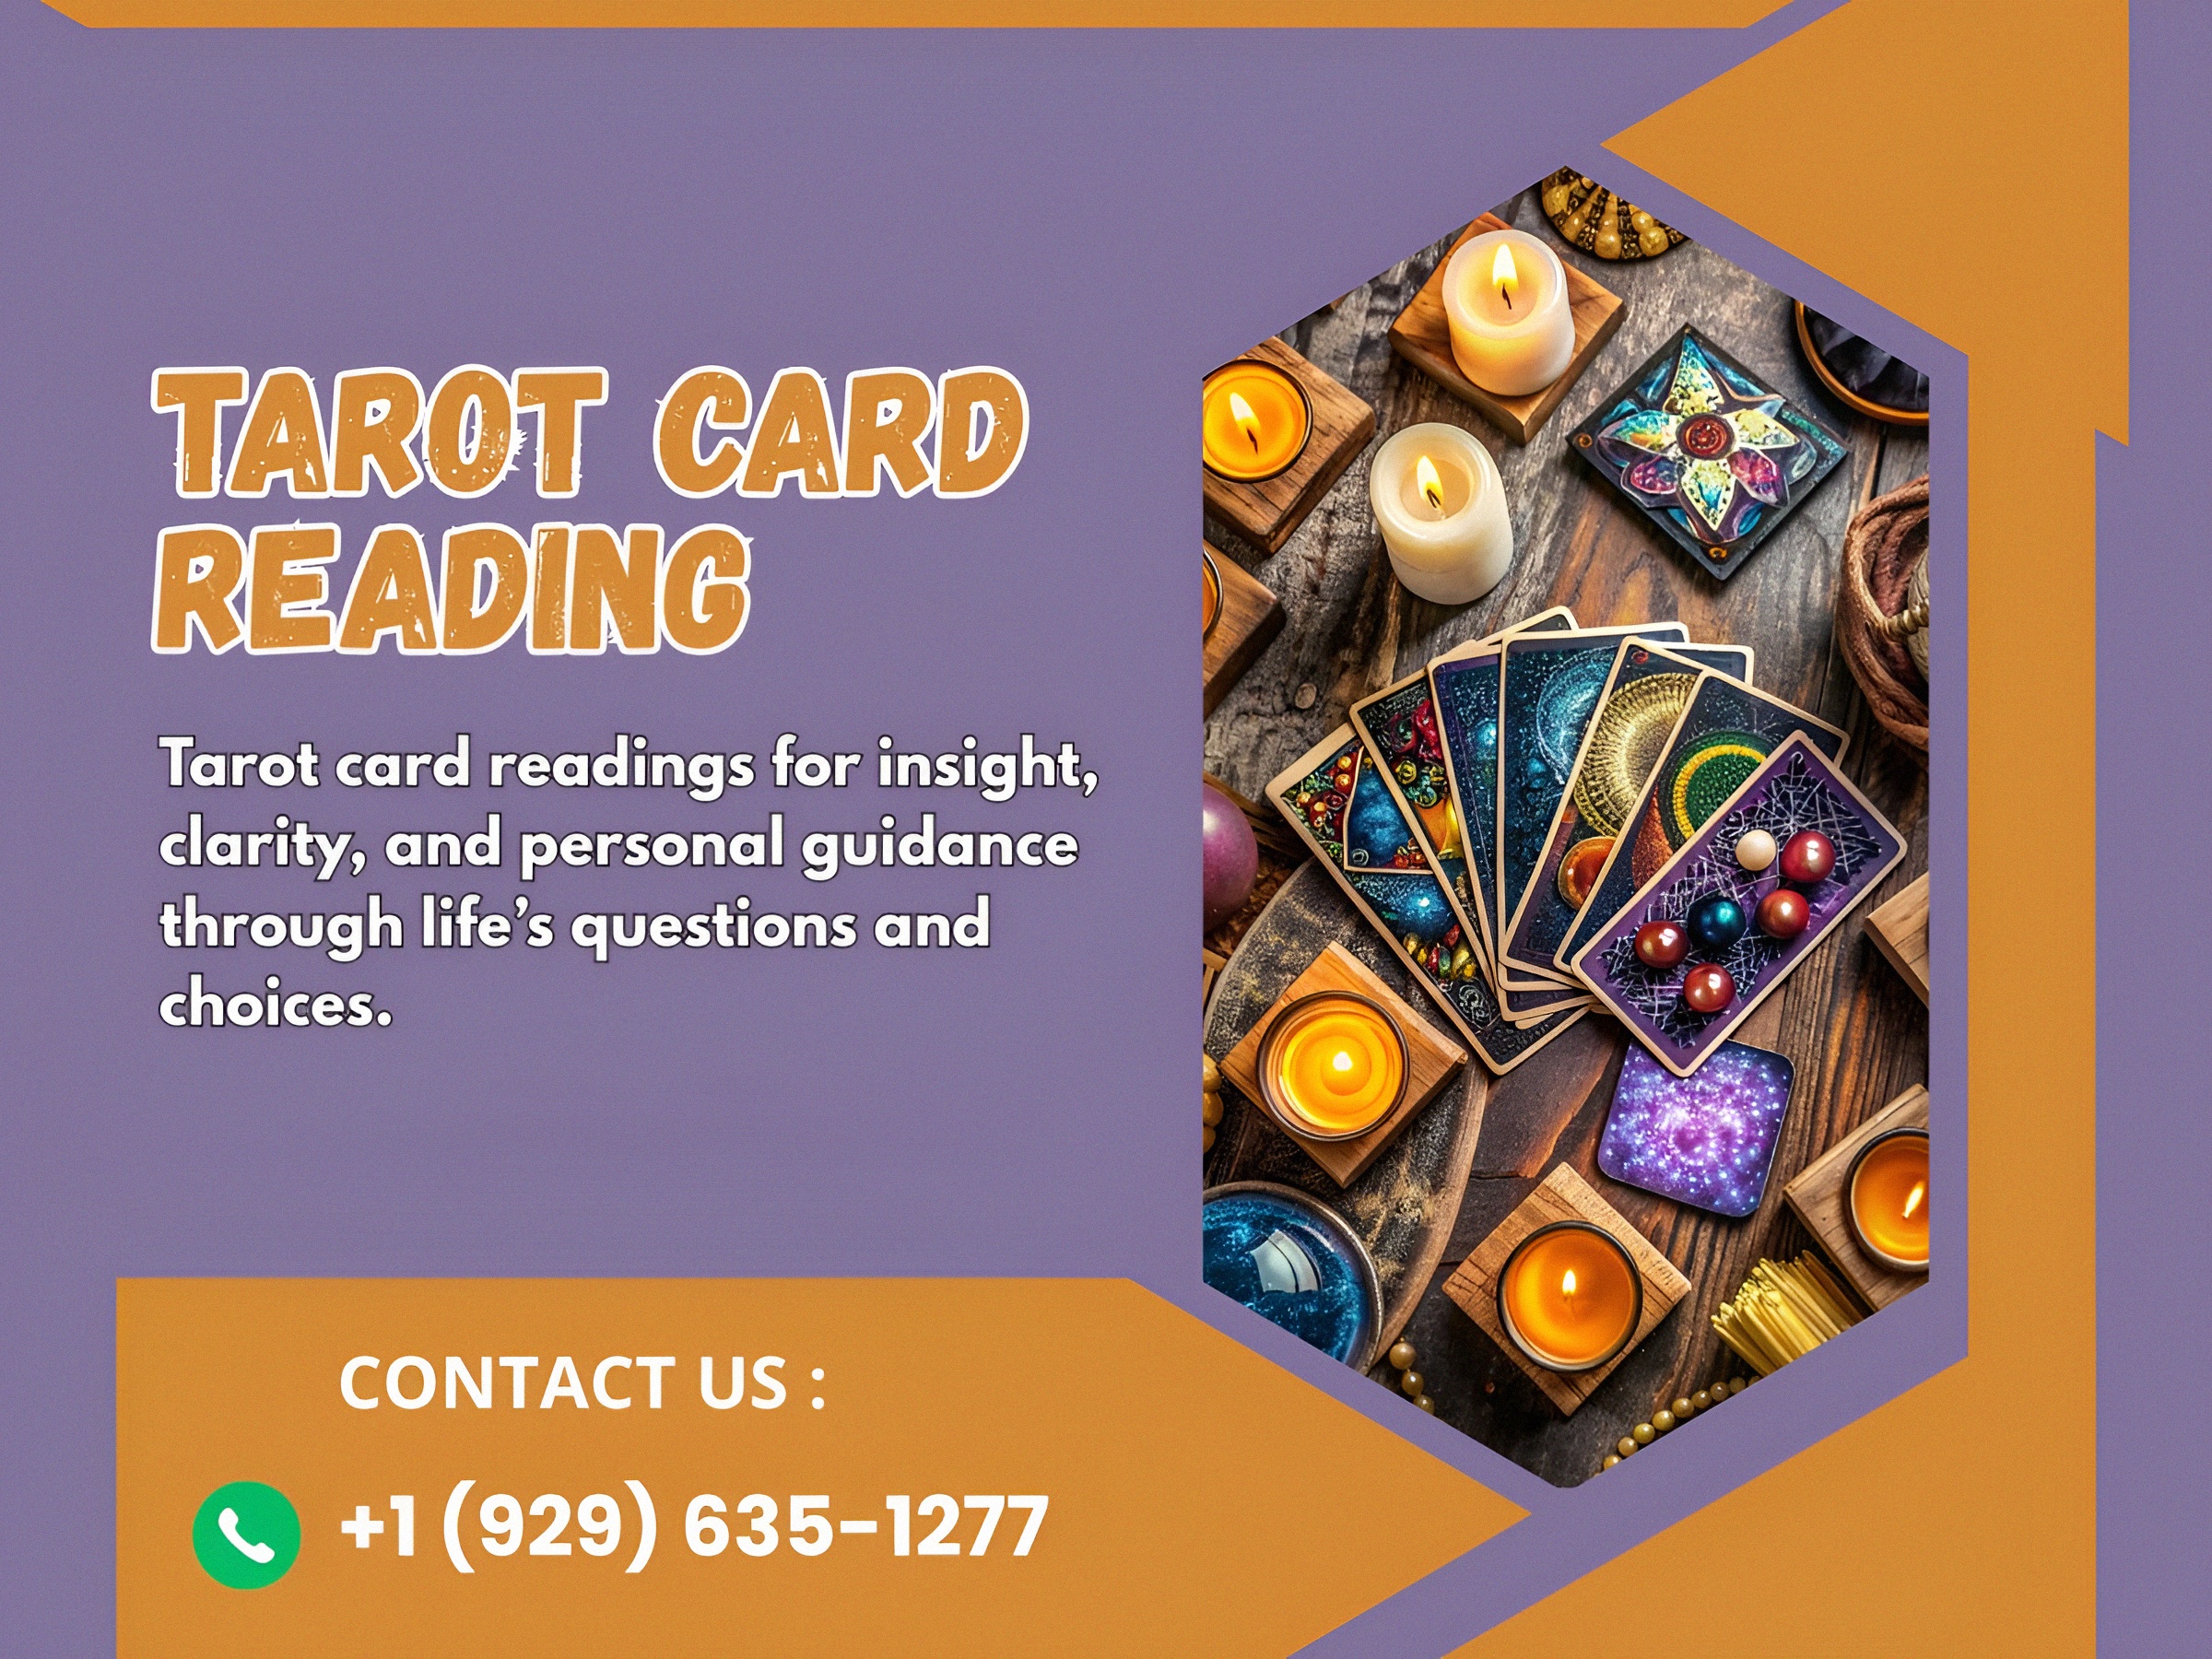 TAROT CARD
READING
Tarot card readings for insight,
clarity, and personal guidance
through life’s questions and
choices.
CONTACT US :
+1 (929) 635-1277